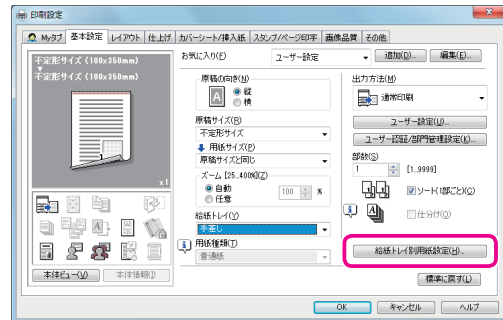 印刷設定
Myタブ 基本設定 レイアウト 仕上げ カバーシート/挿入紙 スタンプ/ページ印字 画像品質 その他
不定形サイズ (100x350mm)
不定形サイズ (100x350mm)
x1
本体ビュー(V) 本体情報(I)
お気に入り(F) ユーザー設定 追加(D)... 編集(E)...
原稿の向き(N)
A
縦
横
原稿サイズ(R)
不定形サイズ
用紙サイズ(P)
原稿サイズと同じ
ズーム [25..400%](Z)
自動
任意
100 %
給紙トレイ(Y)
手差し
用紙種類(T)
普通紙
出力方法(M)
通常印刷
ユーザー設定(U)...
ユーザー認証/部門管理設定(K)...
部数(S)
1 [1..9999]
ソート(1部ごと)(C)
仕分け(O)
給紙トレイ別用紙設定(H)...
標準に戻す(L)
OK キャンセル ヘルプ